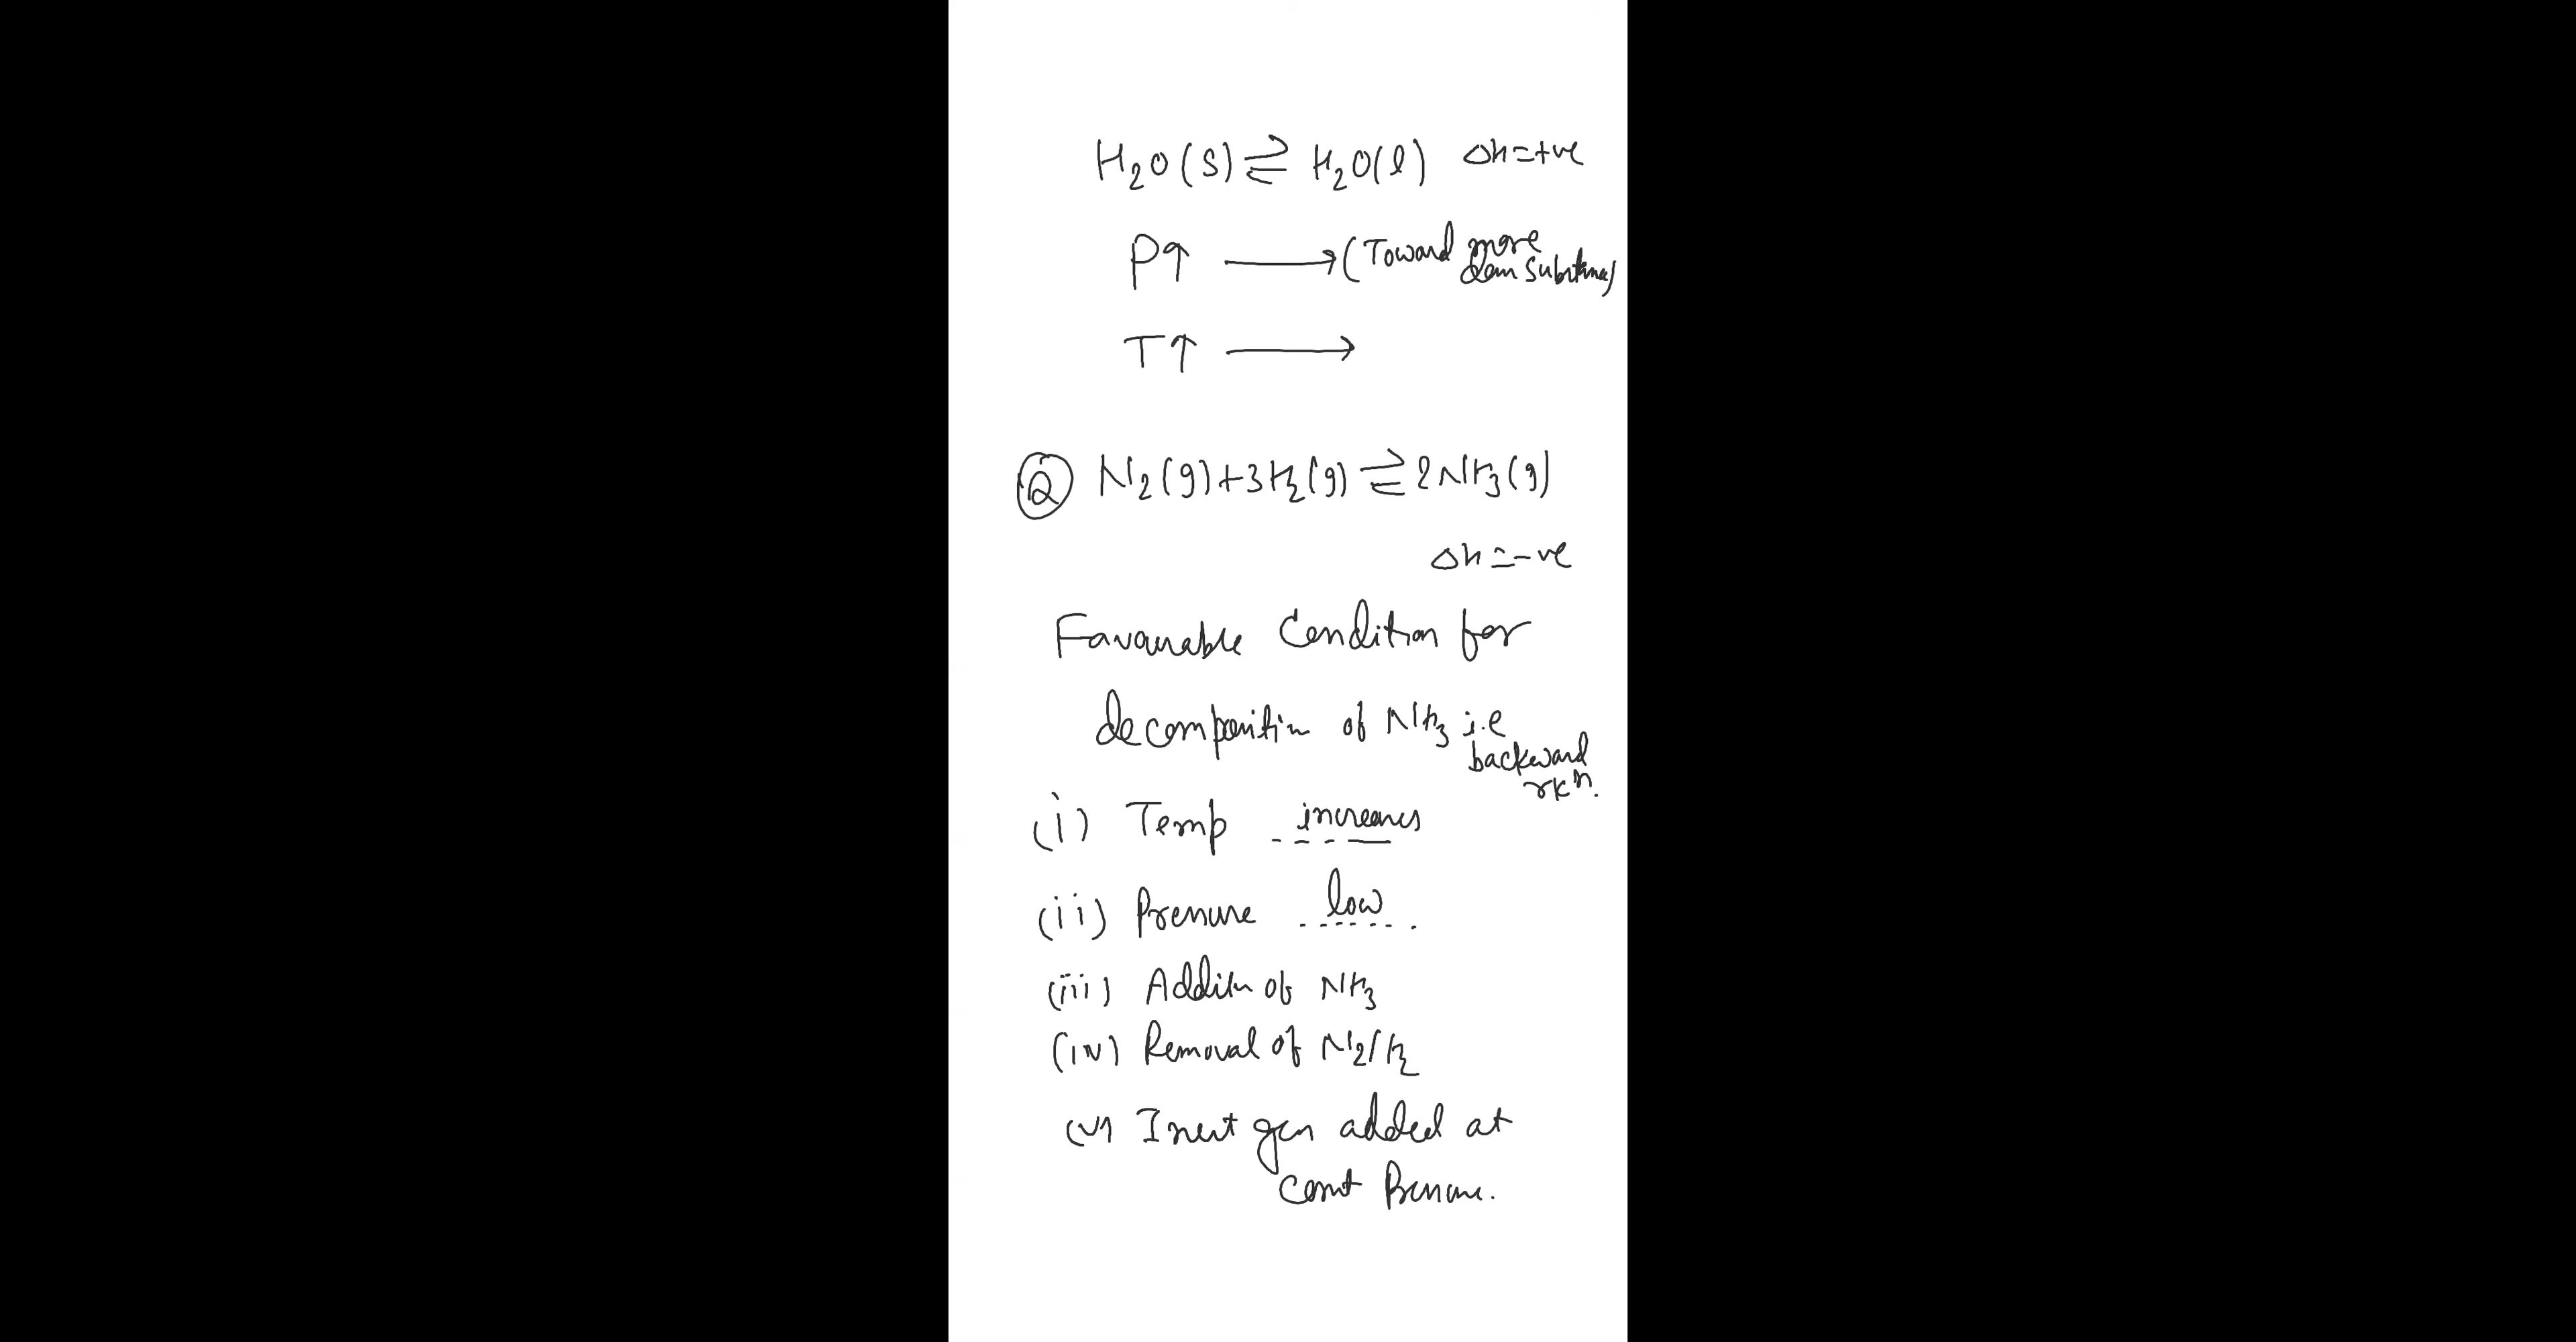 H₂O(s) ⇌ H₂O(l) Δh=+ve
P↑ ⟶ (Toward more
T↑ ⟶
Q N₂(g)+3H₂(g) ⇌ 2NH₃(g)
Δh=-ve
Favourable Condition for
decomposition of NH₃ i.e
backward
rxⁿ.
(i) Temp increases
(ii) Pressure low
(iii) Addition of NH₃
(iv) Removal of N₂/H₂
(v) Inert gas added at
const Pressure.